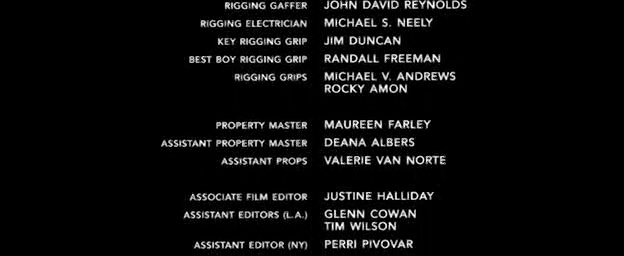 RIGGING GAFFER JOHN DAVID REYNOLDS
RIGGING ELECTRICIAN MICHAEL S. NEELY
KEY RIGGING GRIP JIM DUNCAN
BEST BOY RIGGING GRIP RANDALL FREEMAN
RIGGING GRIPS MICHAEL V. ANDREWS
ROCKY AMON
PROPERTY MASTER MAUREEN FARLEY
ASSISTANT PROPERTY MASTER DEANA ALBERS
ASSISTANT PROPS VALERIE VAN NORTE
ASSOCIATE FILM EDITOR JUSTINE HALLIDAY
ASSISTANT EDITORS (L.A.) GLENN COWAN
TIM WILSON
ASSISTANT EDITOR (NY) PERRI PIVOVAR